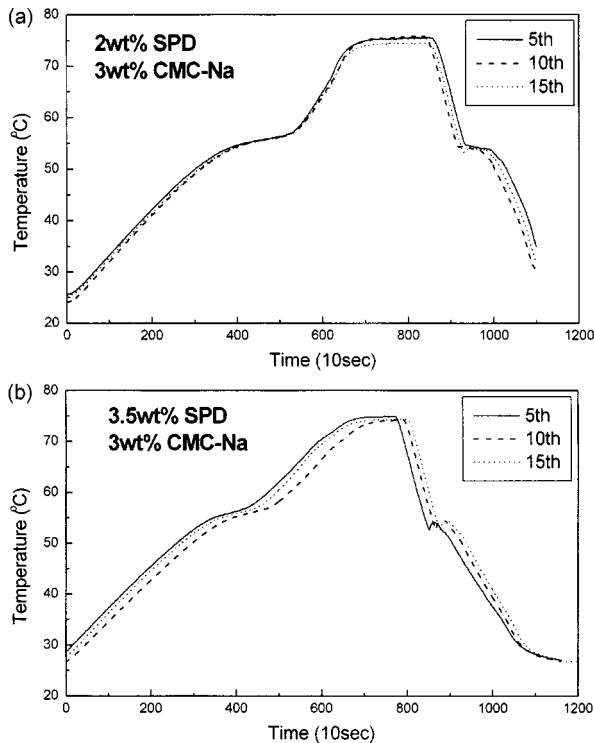 (a)
2wt% SPD
3wt% CMC-Na
5th
10th
15th
80
70
60
50
40
30
20
Temperature (⁰C)
0 200 400 600 800 1000 1200
Time (10sec)
(b)
3.5wt% SPD
3wt% CMC-Na
5th
10th
15th
80
70
60
50
40
30
20
Temperature (⁰C)
0 200 400 600 800 1000 1200
Time (10sec)